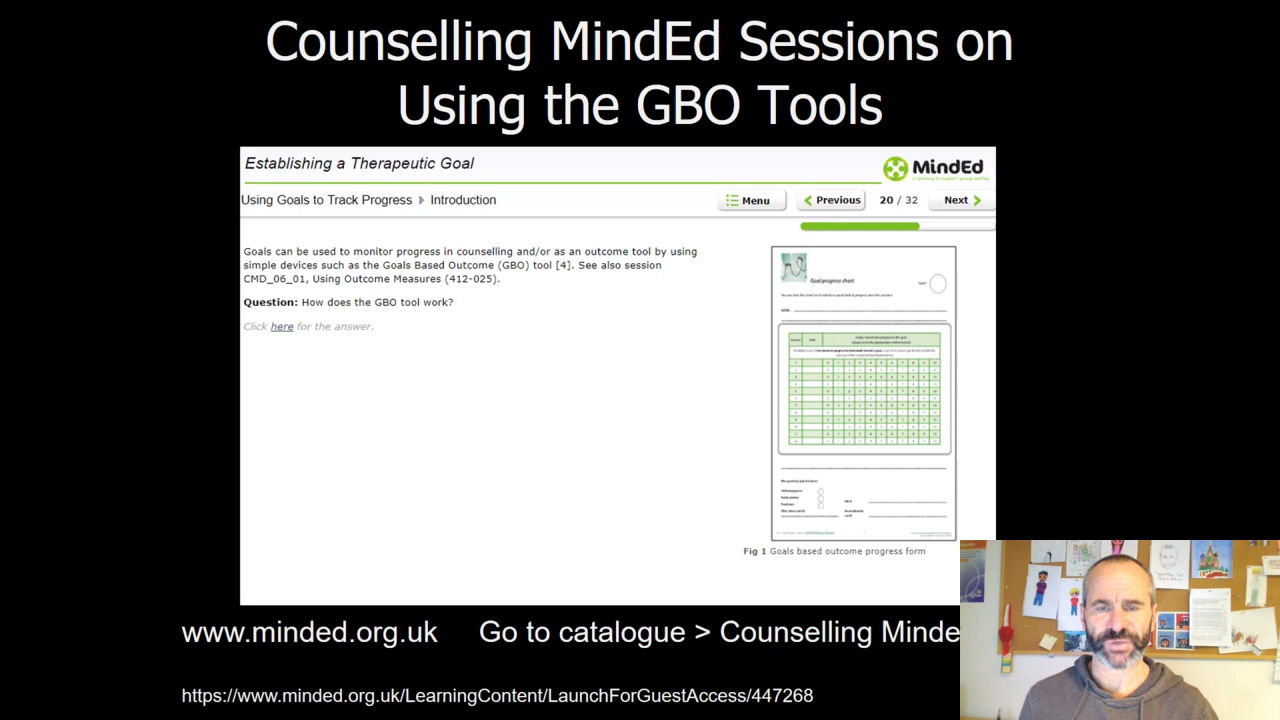 Counselling MindEd Sessions on
Using the GBO Tools
Establishing a Therapeutic Goal
MindEd
Using Goals to Track Progress
Introduction
Menu
Previous
20 / 32
Next
Goals can be used to monitor progress in counselling and/or as an outcome tool by using
simple devices such as the Goals Based Outcome (GBO) tool [4]. See also session
CMD_06_01, Using Outcome Measures (412-025).
Question: How does the GBO tool work?
Click here for the answer.
Goal progress chart
Fig 1 Goals based outcome progress form
www.minded.org.uk
Go to catalogue > Counselling Minde
https://www.minded.org.uk/LearningContent/LaunchForGuestAccess/447268